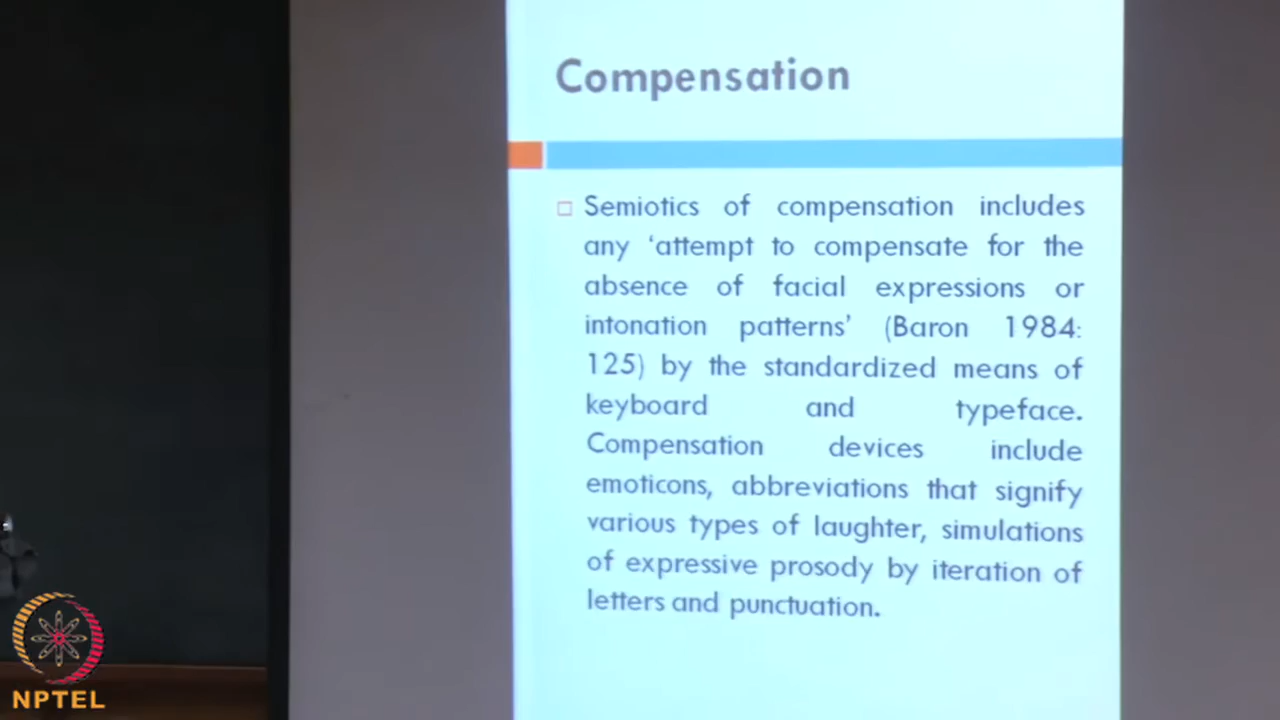 Compensation
Semiotics of compensation includes
any ‘attempt to compensate for the
absence of facial expressions or
intonation patterns’ (Baron 1984:
125) by the standardized means of
keyboard and typeface.
Compensation devices include
emoticons, abbreviations that signify
various types of laughter, simulations
of expressive prosody by iteration of
letters and punctuation.
NPTEL